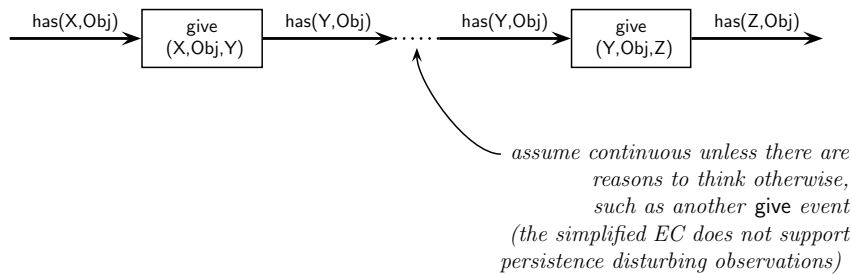 has(X,Obj)
give
(X,Obj,Y)
has(Y,Obj)
has(Y,Obj)
give
(Y,Obj,Z)
has(Z,Obj)
assume continuous unless there are
reasons to think otherwise,
such as another give event
(the simplified EC does not support
persistence disturbing observations)